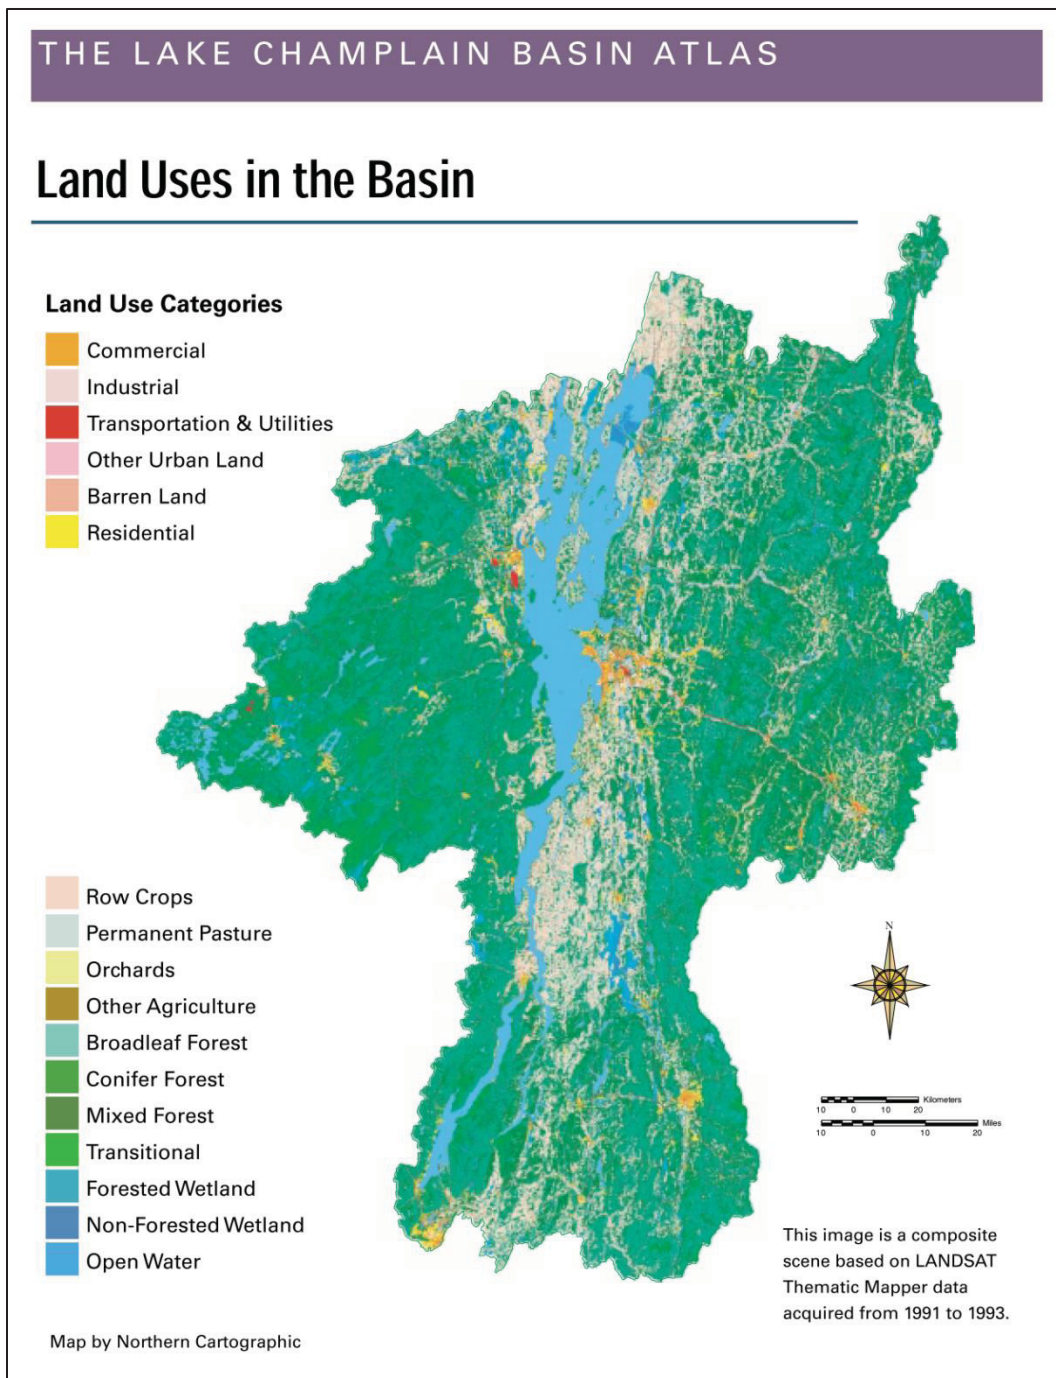 THE LAKE CHAMPLAIN BASIN ATLAS
Land Uses in the Basin
Land Use Categories
Commercial
Industrial
Transportation & Utilities
Other Urban Land
Barren Land
Residential
Row Crops
Permanent Pasture
Orchards
Other Agriculture
Broadleaf Forest
Conifer Forest
Mixed Forest
Transitional
Forested Wetland
Non-Forested Wetland
Open Water
N
Kilometers
10 0 10 20
Miles
10 0 10 20
This image is a composite
scene based on LANDSAT
Thematic Mapper data
acquired from 1991 to 1993.
Map by Northern Cartographic